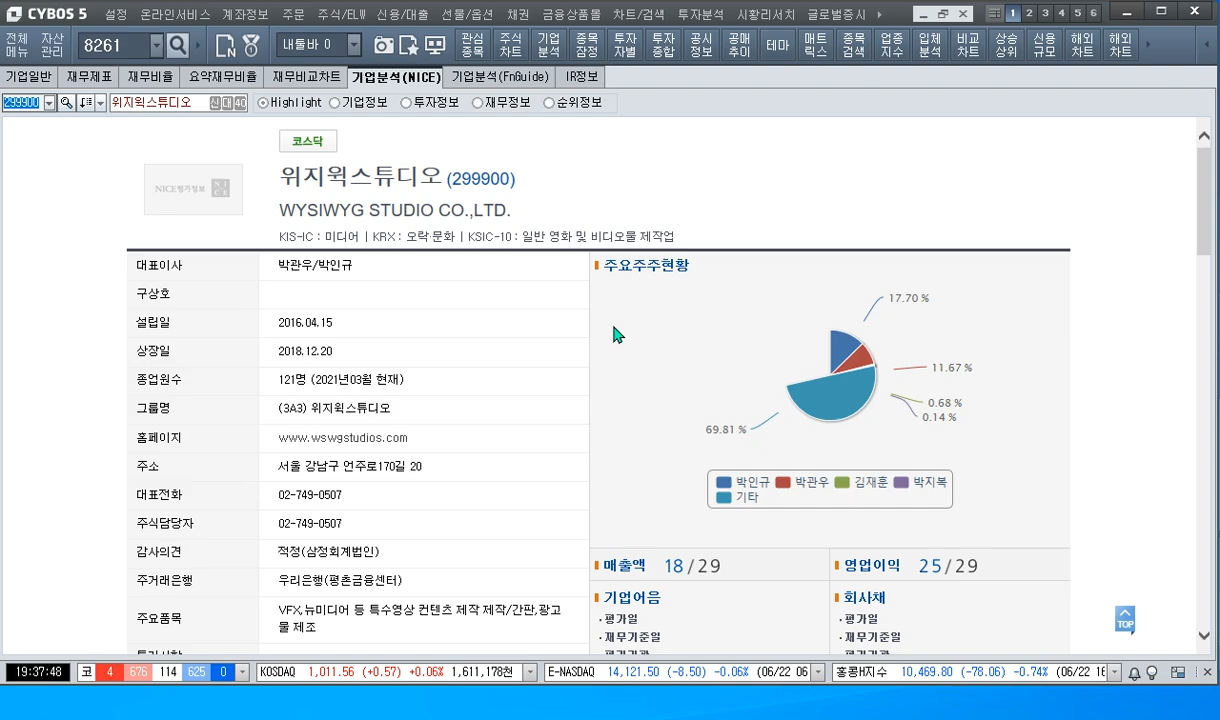 CYBOS 5 설정 온라인서비스 계좌정보 주문 주식/ELW 신용/대출 선물/옵션 채권 금융상품몰 차트/검색 투자분석 시황리서치 글로벌증시 1 2 3 4 5 6
전체메뉴 자산관리 8261 내툴바 0 관심종목 주식차트 기업분석 종목잠정 투자자별 투자종합 공시정보 공매추이 테마 매트릭스 종목검색 업종지수 입체분석 비교차트 상승상위 신용규모 해외차트 해외차트
기업일반 재무제표 재무비율 요약재무비율 재무비교차트 기업분석(NICE) 기업분석(FnGuide) IR정보
299900 위지윅스튜디오 신 대 40 Highlight 기업정보 투자정보 재무정보 순위정보
코스닥
NICE평가정보 NICE
위지윅스튜디오 (299900)
WYSIWYG STUDIO CO.,LTD.
KIS-IC : 미디어 | KRX : 오락·문화 | KSIC-10 : 일반 영화 및 비디오물 제작업
대표이사 박관우/박인규
구상호
설립일 2016.04.15
상장일 2018.12.20
종업원수 121명 (2021년03월 현재)
그룹명 (3A3) 위지윅스튜디오
홈페이지 www.wswgstudios.com
주소 서울 강남구 언주로170길 20
대표전화 02-749-0507
주식담당자 02-749-0507
감사의견 적정(삼정회계법인)
주거래은행 우리은행(평촌금융센터)
주요품목 VFX,뉴미디어 등 특수영상 컨텐츠 제작 제작/간판,광고
물 제조
주요주주현황
17.70 %
11.67 %
0.68 %
0.14 %
69.81 %
박인규 박관우 김재훈 박지복
기타
매출액 18/29 영업이익 25/29
기업어음 회사채
·평가일 ·평가일
·재무기준일 ·재무기준일
·평가기관 ·평가기관
TOP
19:37:48 코 4 676 114 625 0 KOSDAQ 1,011.56 (+0.57) +0.06% 1,611,178천 E-NASDAQ 14,121.50 (-8.50) -0.06% (06/22 06 홍콩H지수 10,469.80 (-78.06) -0.74% (06/22 16